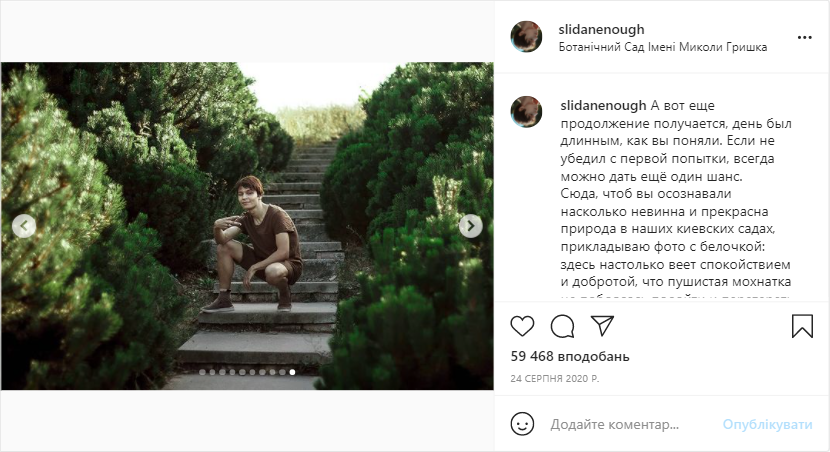 slidanenough
Ботанічний Сад Імені Миколи Гришка
slidanenough А вот еще
продолжение получается, день был
длинным, как вы поняли. Если не
убедил с первой попытки, всегда
можно дать ещё один шанс.
Сюда, чтоб вы осознавали
насколько невинна и прекрасна
природа в наших киевских садах,
прикладываю фото с белочкой:
здесь настолько веет спокойствием
и добротой, что пушистая мохнатка
59 468 вподобань
24 СЕРПНЯ 2020 Р.
Додайте коментар...
Опублікувати